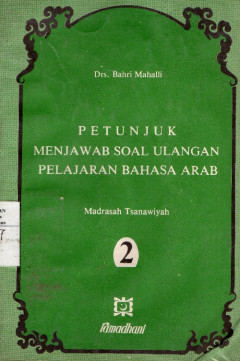 Drs. Bahri Mahalli
PETUNJUK
MENJAWAB SOAL ULANGAN
PELAJARAN BAHASA ARAB
Madrasah Tsanawiyah
2
Ramadhani